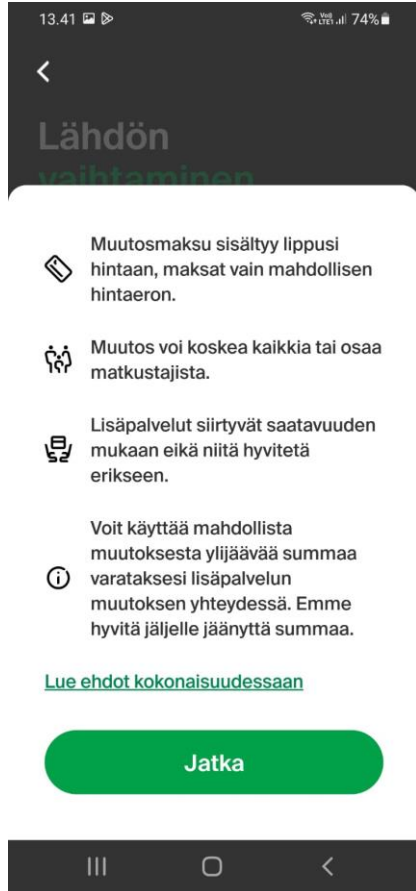 13.41 Voll LTE1 74%
Lähdön
vaihtaminen
Muutosmaksu sisältyy lippusi
hintaan, maksat vain mahdollisen
hintaeron.
Muutos voi koskea kaikkia tai osaa
matkustajista.
Lisäpalvelut siirtyvät saatavuuden
mukaan eikä niitä hyvitetä
erikseen.
Voit käyttää mahdollista
muutoksesta ylijäävää summaa
varataksesi lisäpalvelun
muutoksen yhteydessä. Emme
hyvitä jäljelle jäänyttä summaa.
Lue ehdot kokonaisuudessaan
Jatka